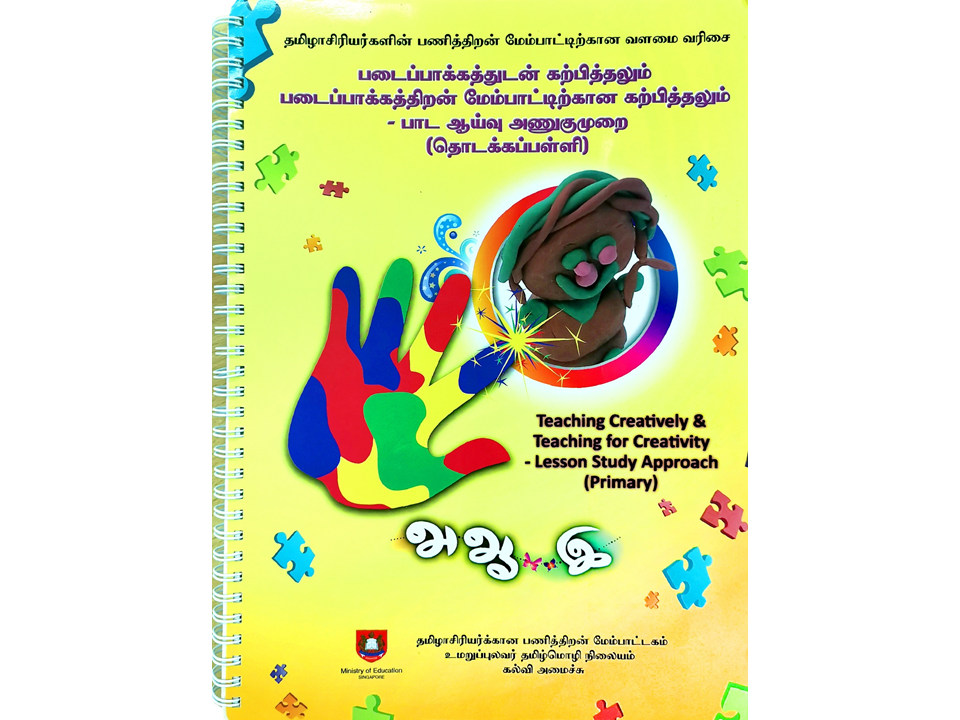 தமிழாசிரியர்களின் பணித்திறன் மேம்பாட்டிற்கான வளமை வரிசை
படைப்பாக்கத்துடன் கற்பித்தலும்
படைப்பாக்கத்திறன் மேம்பாட்டிற்கான கற்பித்தலும்
- பாட ஆய்வு அணுகுமுறை
(தொடக்கப்பள்ளி)
Teaching Creatively &
Teaching for Creativity
- Lesson Study Approach
(Primary)
அ ஆ இ
Ministry of Education
SINGAPORE
தமிழாசிரியர்க்கான பணித்திறன் மேம்பாட்டகம்
உமறுப்புலவர் தமிழ்மொழி நிலையம்
கல்வி அமைச்சு